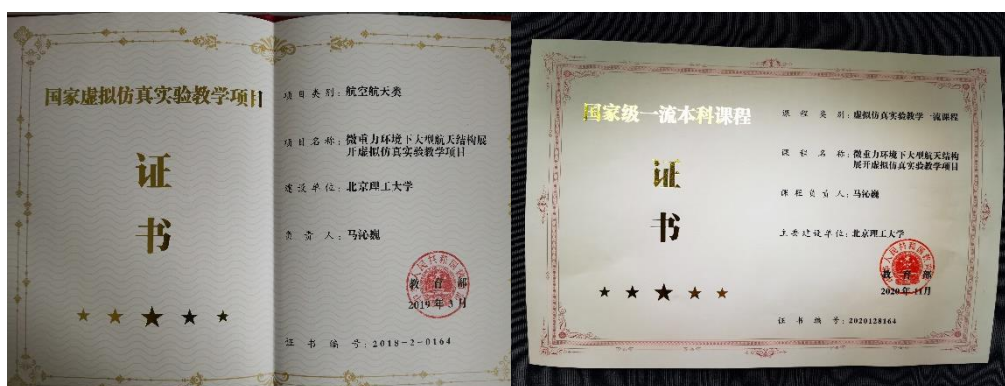 国家虚拟仿真实验教学项目
证
书
项目类别：航空航天类
项目名称：微重力环境下大型航天结构展
开虚拟仿真实验教学项目
建设单位：北京理工大学
负责人：马沁巍
教育部
2019年3月
证书编号：2018-2-0164
国家级一流本科课程
证
书
课程类别：虚拟仿真实验教学一流课程
课程名称：微重力环境下大型航天结构
展开虚拟仿真实验教学项目
课程负责人：马沁巍
主要建设单位：北京理工大学
教育部
2020年11月
证书编号：2020128164